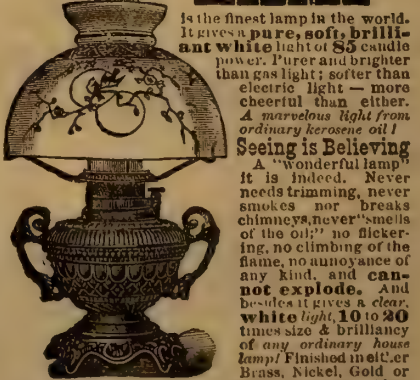 is the finest lamp in the world.
It gives a pure, soft, brilli-
ant white light of 85 candle
power. Purer and brighter
than gas light; softer than
electric light — more
cheerful than either.
A marvelous light from
ordinary kerosene oil!
Seeing is Believing
A "wonderful lamp"
it is indeed. Never
needs trimming, never
smokes nor breaks
chimneys, never "smells
of the oil;" no flicker-
ing, no climbing of the
flame, no annoyance of
any kind, and can-
not explode. And
besides it gives a clear,
white light, 10 to 20
times size & brilliancy
of any ordinary house
lamp! Finished in either
Brass, Nickel, Gold or